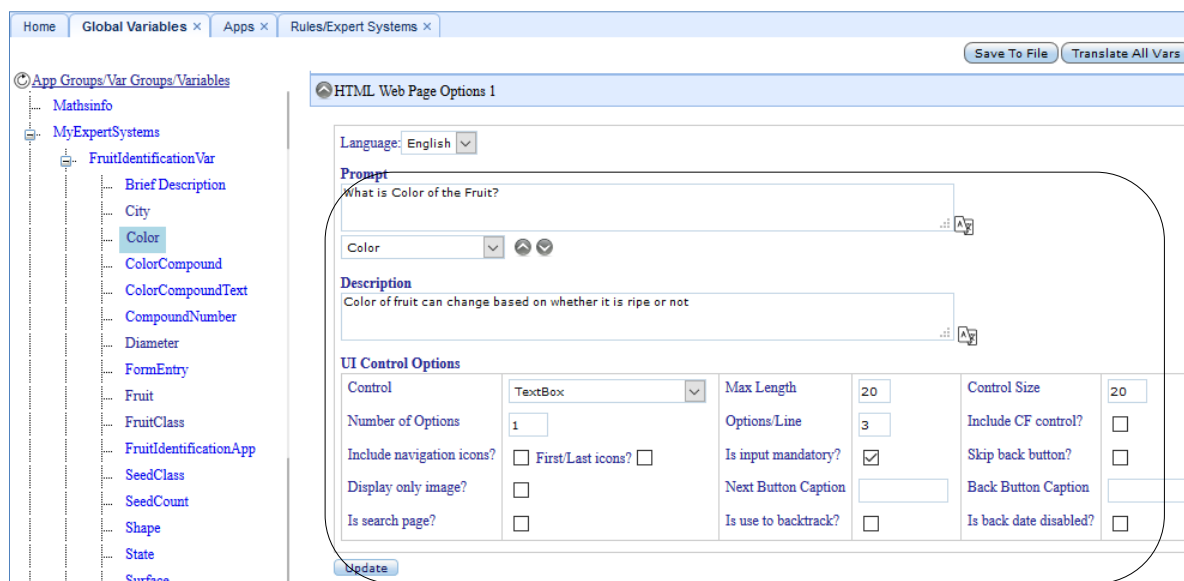 Home Global Variables × Apps × Rules/Expert Systems ×
Save To File Translate All Vars
App Groups/Var Groups/Variables
Mathsinfo
MyExpertSystems
FruitIdentificationVar
Brief Description
City
Color
ColorCompound
ColorCompoundText
CompoundNumber
Diameter
FormEntry
Fruit
FruitClass
FruitIdentificationApp
SeedClass
SeedCount
Shape
State
Surface
HTML Web Page Options 1
Language: English
Prompt
What is Color of the Fruit?
Color
Description
Color of fruit can change based on whether it is ripe or not
UI Control Options
Control TextBox Max Length 20 Control Size 20
Number of Options 1 Options/Line 3 Include CF control?
Include navigation icons? First/Last icons? Is input mandatory? Skip back button?
Display only image? Next Button Caption Back Button Caption
Is search page? Is use to backtrack? Is back date disabled?
Update